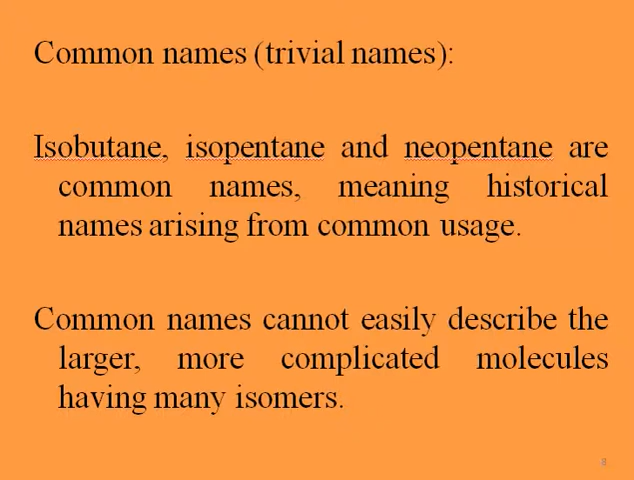 Common names (trivial names):
Isobutane, isopentane and neopentane are
common names, meaning historical
names arising from common usage.
Common names cannot easily describe the
larger, more complicated molecules
having many isomers.
8